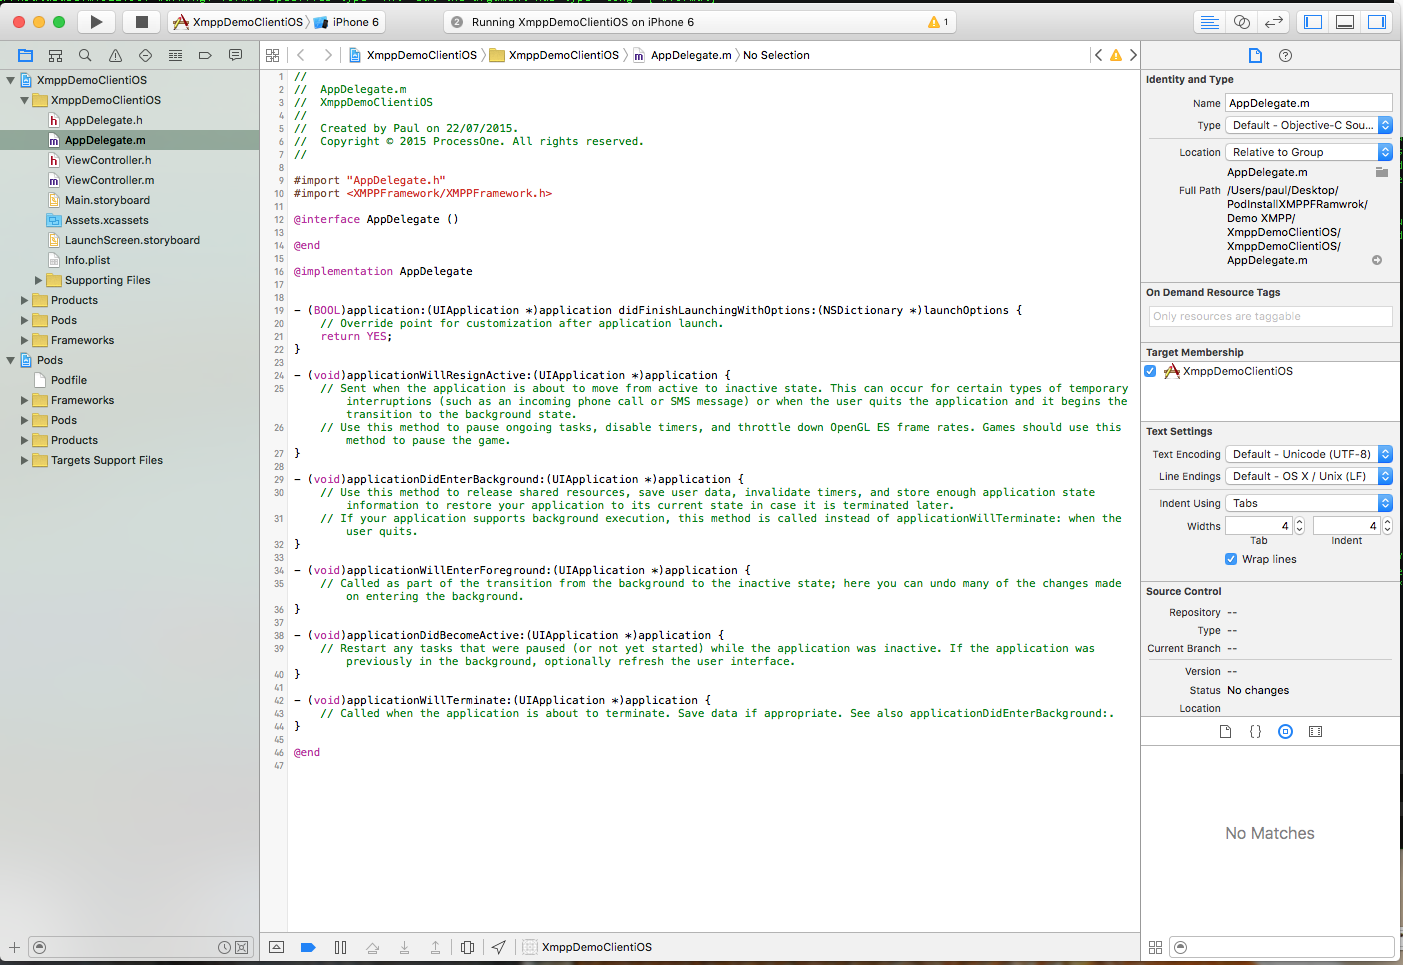 XmppDemoClientiOS iPhone 6
2 Running XmppDemoClientiOS on iPhone 6
1
XmppDemoClientiOS
XmppDemoClientiOS
h AppDelegate.h
m AppDelegate.m
h ViewController.h
m ViewController.m
Main.storyboard
Assets.xcassets
LaunchScreen.storyboard
Info.plist
Supporting Files
Products
Pods
Frameworks
Pods
Podfile
Frameworks
Pods
Products
Targets Support Files
XmppDemoClientiOS XmppDemoClientiOS m AppDelegate.m No Selection
1 //
2 //  AppDelegate.m
3 //  XmppDemoClientiOS
4 //
5 //  Created by Paul on 22/07/2015.
6 //  Copyright © 2015 ProcessOne. All rights reserved.
7 //
8
9 #import "AppDelegate.h"
10 #import <XMPPFramework/XMPPFramework.h>
11
12 @interface AppDelegate ()
13
14 @end
15
16 @implementation AppDelegate
17
18
19 - (BOOL)application:(UIApplication *)application didFinishLaunchingWithOptions:(NSDictionary *)launchOptions {
20 // Override point for customization after application launch.
21 return YES;
22 }
23
24 - (void)applicationWillResignActive:(UIApplication *)application {
25 // Sent when the application is about to move from active to inactive state. This can occur for certain types of temporary
interruptions (such as an incoming phone call or SMS message) or when the user quits the application and it begins the
transition to the background state.
26 // Use this method to pause ongoing tasks, disable timers, and throttle down OpenGL ES frame rates. Games should use this
method to pause the game.
27 }
28
29 - (void)applicationDidEnterBackground:(UIApplication *)application {
30 // Use this method to release shared resources, save user data, invalidate timers, and store enough application state
information to restore your application to its current state in case it is terminated later.
31 // If your application supports background execution, this method is called instead of applicationWillTerminate: when the
user quits.
32 }
33
34 - (void)applicationWillEnterForeground:(UIApplication *)application {
35 // Called as part of the transition from the background to the inactive state; here you can undo many of the changes made
on entering the background.
36 }
37
38 - (void)applicationDidBecomeActive:(UIApplication *)application {
39 // Restart any tasks that were paused (or not yet started) while the application was inactive. If the application was
previously in the background, optionally refresh the user interface.
40 }
41
42 - (void)applicationWillTerminate:(UIApplication *)application {
43 // Called when the application is about to terminate. Save data if appropriate. See also applicationDidEnterBackground:.
44 }
45
46 @end
47
XmppDemoClientiOS
Identity and Type
Name AppDelegate.m
Type Default - Objective-C Sou...
Location Relative to Group
AppDelegate.m
Full Path /Users/paul/Desktop/
PodInstallXMPPFRamwrok/
Demo XMPP/
XmppDemoClientiOS/
XmppDemoClientiOS/
AppDelegate.m
On Demand Resource Tags
Only resources are taggable
Target Membership
XmppDemoClientiOS
Text Settings
Text Encoding Default - Unicode (UTF-8)
Line Endings Default - OS X / Unix (LF)
Indent Using Tabs
Widths 4 4
Tab Indent
Wrap lines
Source Control
Repository --
Type --
Current Branch --
Version --
Status No changes
Location
No Matches